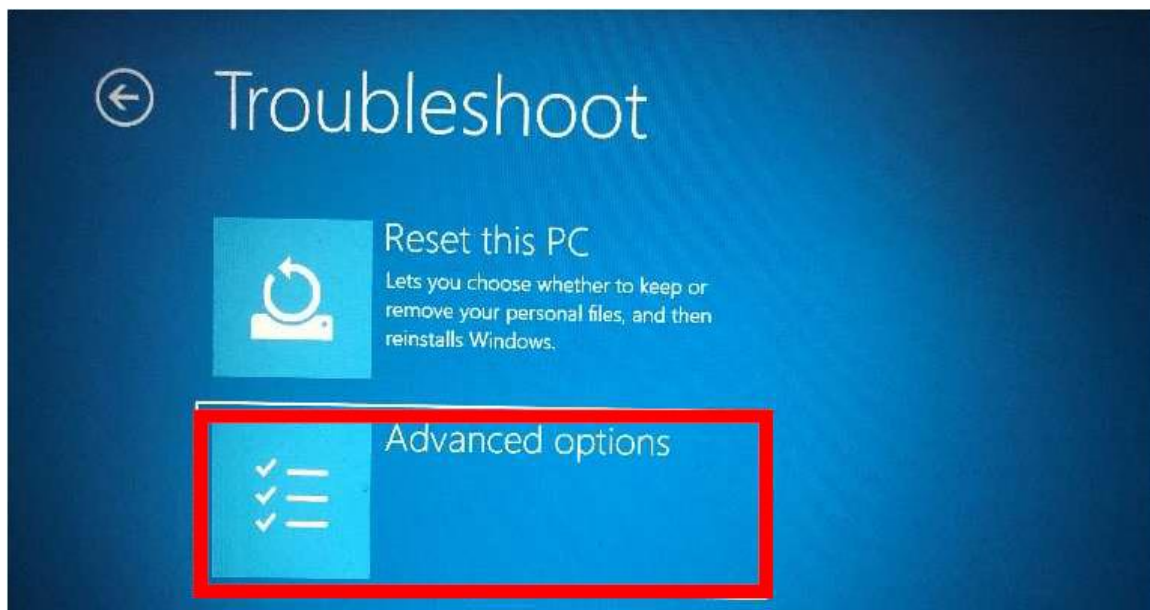 Troubleshoot
Reset this PC
Lets you choose whether to keep or
remove your personal files, and then
reinstalls Windows.
Advanced options